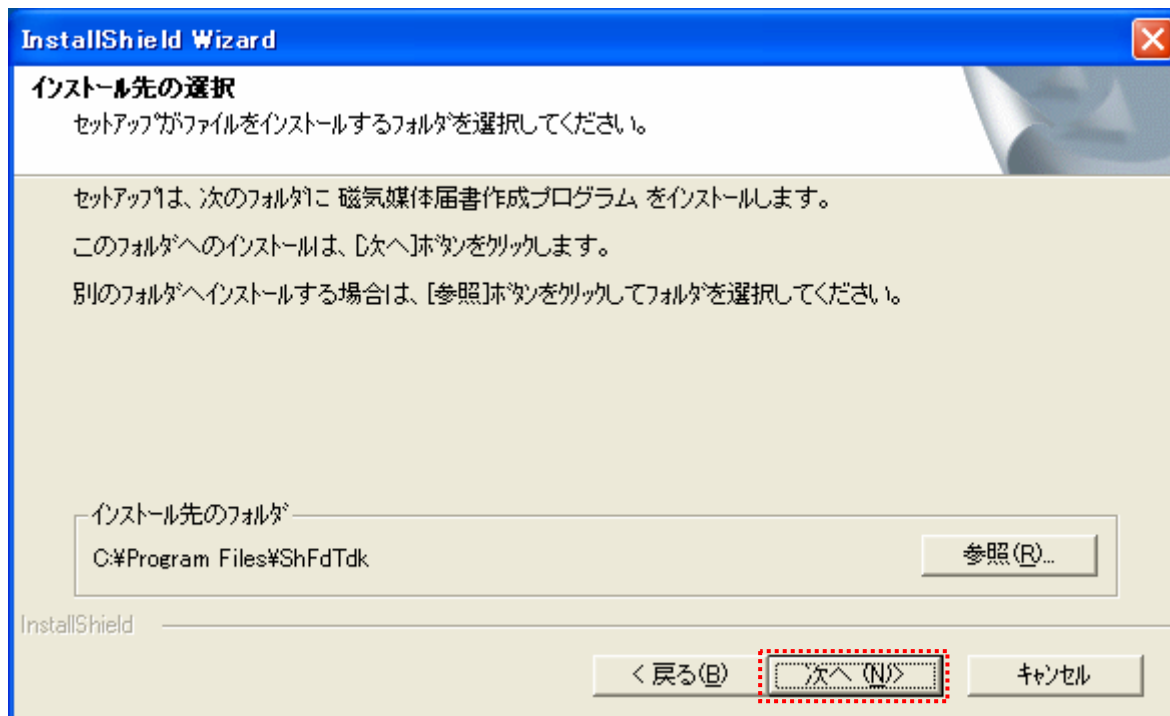 InstallShield Wizard
インストール先の選択
セットアップがファイルをインストールするフォルダを選択してください。
セットアップは、次のフォルダに 磁気媒体届書作成プログラム をインストールします。
このフォルダへのインストールは、[次へ]ボタンをクリックします。
別のフォルダへインストールする場合は、[参照]ボタンをクリックしてフォルダを選択してください。
インストール先のフォルダ
C:¥Program Files¥ShFdTdk
参照(R)...
InstallShield
< 戻る(B)
次へ (N)>
キャンセル